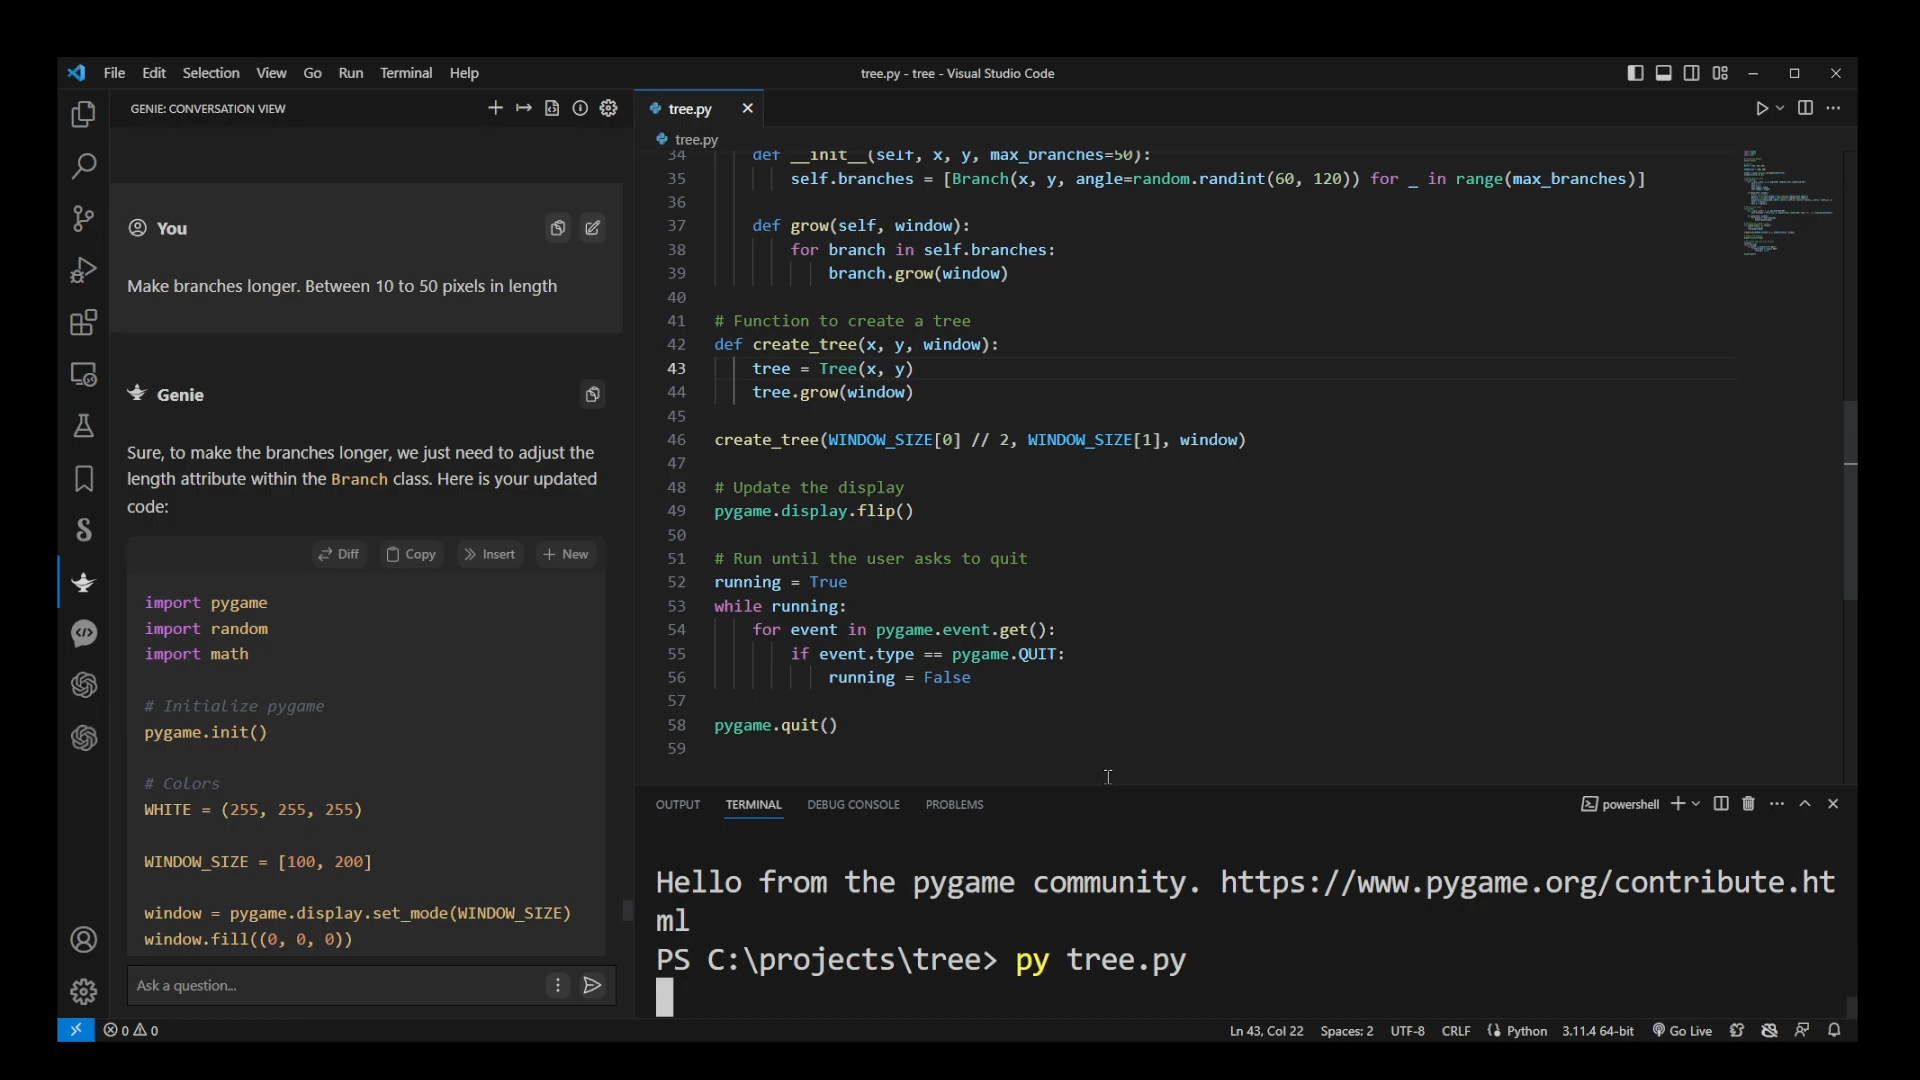 File Edit Selection View Go Run Terminal Help
tree.py - tree - Visual Studio Code
GENIE: CONVERSATION VIEW
You
Make branches longer. Between 10 to 50 pixels in length
Genie
Sure, to make the branches longer, we just need to adjust the
length attribute within the Branch class. Here is your updated
code:
Diff Copy Insert New
import pygame
import random
import math
# Initialize pygame
pygame.init()
# Colors
WHITE = (255, 255, 255)
WINDOW_SIZE = [100, 200]
window = pygame.display.set_mode(WINDOW_SIZE)
window.fill((0, 0, 0))
Ask a question...
tree.py
tree.py
34 def __init__(self, x, y, max_branches=50):
35 self.branches = [Branch(x, y, angle=random.randint(60, 120)) for _ in range(max_branches)]
36
37 def grow(self, window):
38 for branch in self.branches:
39 branch.grow(window)
40
41 # Function to create a tree
42 def create_tree(x, y, window):
43 tree = Tree(x, y)
44 tree.grow(window)
45
46 create_tree(WINDOW_SIZE[0] // 2, WINDOW_SIZE[1], window)
47
48 # Update the display
49 pygame.display.flip()
50
51 # Run until the user asks to quit
52 running = True
53 while running:
54 for event in pygame.event.get():
55 if event.type == pygame.QUIT:
56 running = False
57
58 pygame.quit()
59
OUTPUT TERMINAL DEBUG CONSOLE PROBLEMS
powershell
Hello from the pygame community. https://www.pygame.org/contribute.ht
ml
PS C:\projects\tree> py tree.py
0 0
Ln 43, Col 22 Spaces: 2 UTF-8 CRLF Python 3.11.4 64-bit Go Live